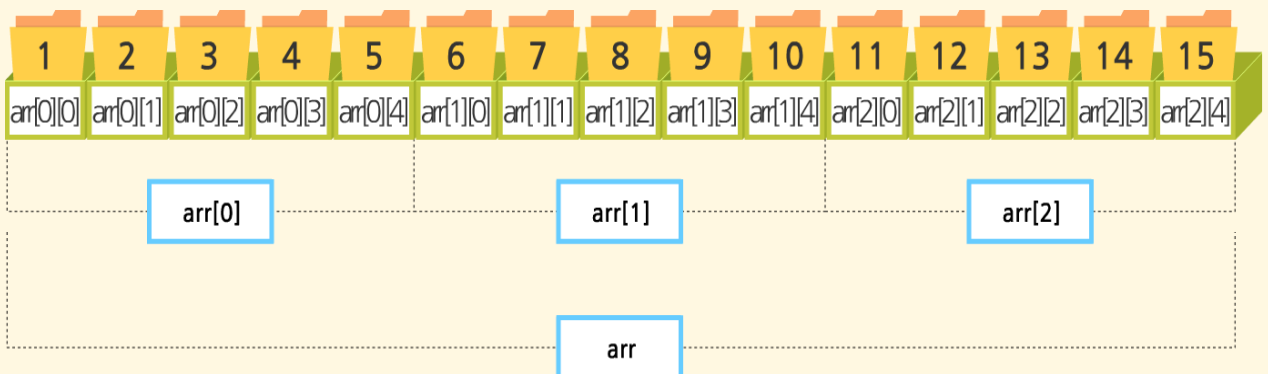 1 2 3 4 5 6 7 8 9 10 11 12 13 14 15
arr[0][0] arr[0][1] arr[0][2] arr[0][3] arr[0][4] arr[1][0] arr[1][1] arr[1][2] arr[1][3] arr[1][4] arr[2][0] arr[2][1] arr[2][2] arr[2][3] arr[2][4]
arr[0] arr[1] arr[2]
arr